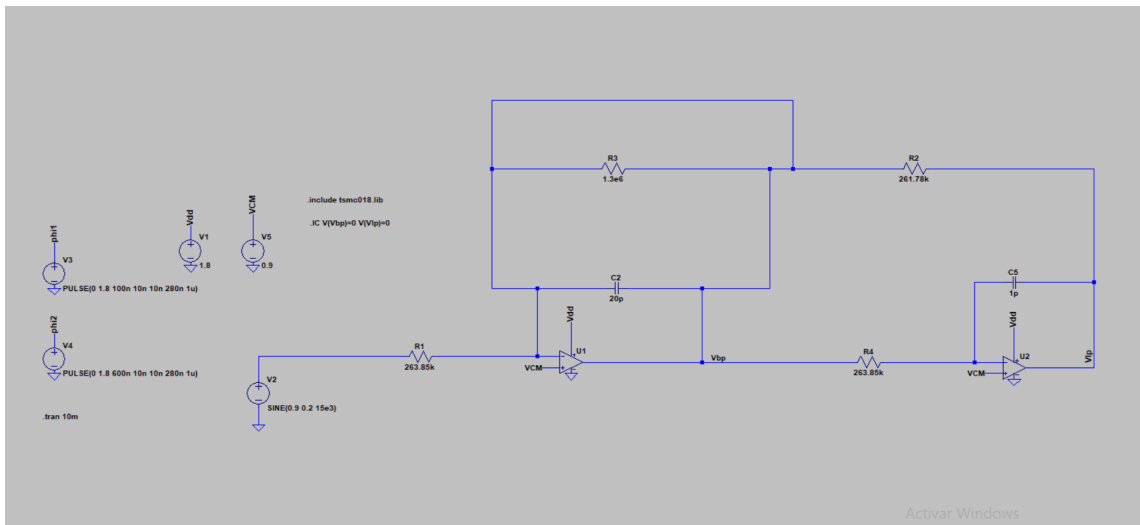 R3
1.3e6
R2
261.78k
.include tsmc018.lib
.IC V(Vbp)=0 V(Vlp)=0
Vdd
V1
1.8
VCM
V5
0.9
phi1
V3
PULSE(0 1.8 100n 10n 10n 280n 1u)
C2
20p
C5
1p
Vdd
U1
VCM
Vdd
U2
VCM
phi2
V4
PULSE(0 1.8 600n 10n 10n 280n 1u)
R1
263.85k
Vbp
R4
263.85k
Vlp
V2
SINE(0.9 0.2 15e3)
.tran 10m
Activar Windows